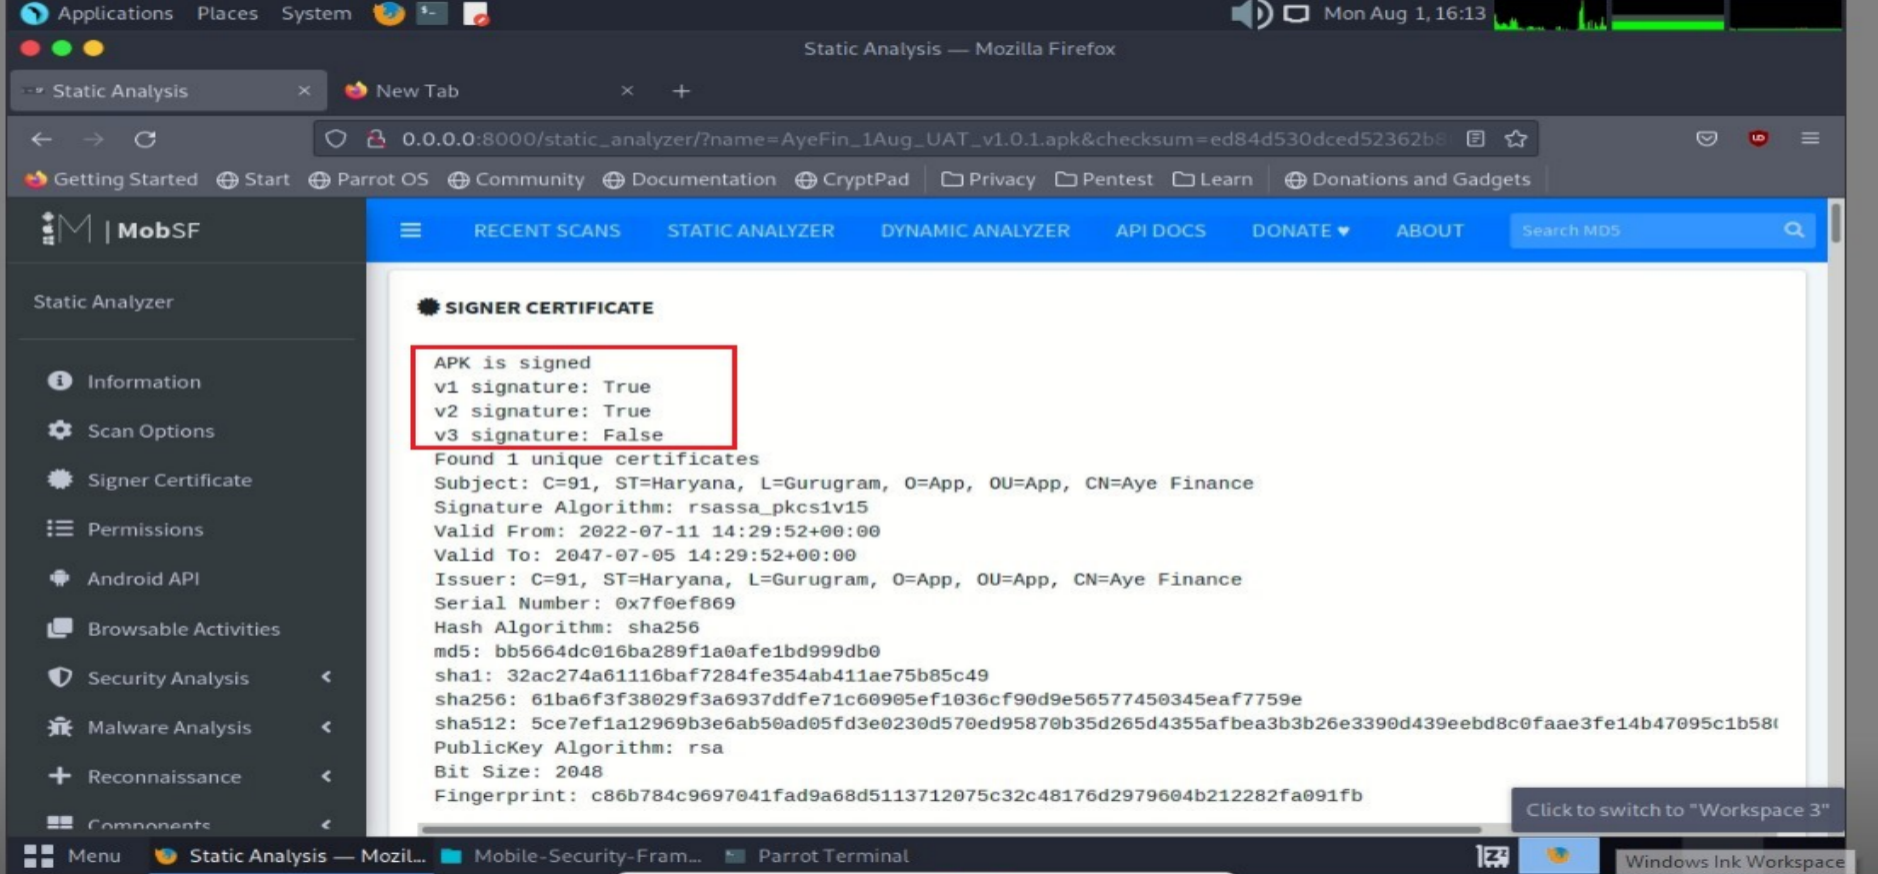 Applications Places System
Mon Aug 1, 16:13
Static Analysis — Mozilla Firefox
Static Analysis × New Tab × +
0.0.0.0:8000/static_analyzer/?name=AyeFin_1Aug_UAT_v1.0.1.apk&checksum=ed84d530dced52362b8
Getting Started Start Parrot OS Community Documentation CryptPad Privacy Pentest Learn Donations and Gadgets
| MobSF
RECENT SCANS STATIC ANALYZER DYNAMIC ANALYZER API DOCS DONATE ♥ ABOUT Search MD5
Static Analyzer
Information
Scan Options
Signer Certificate
Permissions
Android API
Browsable Activities
Security Analysis
Malware Analysis
Reconnaissance
Components
SIGNER CERTIFICATE
APK is signed
v1 signature: True
v2 signature: True
v3 signature: False
Found 1 unique certificates
Subject: C=91, ST=Haryana, L=Gurugram, O=App, OU=App, CN=Aye Finance
Signature Algorithm: rsassa_pkcs1v15
Valid From: 2022-07-11 14:29:52+00:00
Valid To: 2047-07-05 14:29:52+00:00
Issuer: C=91, ST=Haryana, L=Gurugram, O=App, OU=App, CN=Aye Finance
Serial Number: 0x7f0ef869
Hash Algorithm: sha256
md5: bb5664dc016ba289f1a0afe1bd999db0
sha1: 32ac274a61116baf7284fe354ab411ae75b85c49
sha256: 61ba6f3f38029f3a6937ddfe71c60905ef1036cf90d9e56577450345eaf7759e
sha512: 5ce7ef1a12969b3e6ab50ad05fd3e0230d570ed95870b35d265d4355afbea3b3b26e3390d439eebd8c0faae3fe14b47095c1b58
PublicKey Algorithm: rsa
Bit Size: 2048
Fingerprint: c86b784c9697041fad9a68d5113712075c32c48176d2979604b212282fa091fb
Click to switch to "Workspace 3"
Menu Static Analysis — Mozil... Mobile-Security-Fram... Parrot Terminal
Windows Ink Workspace